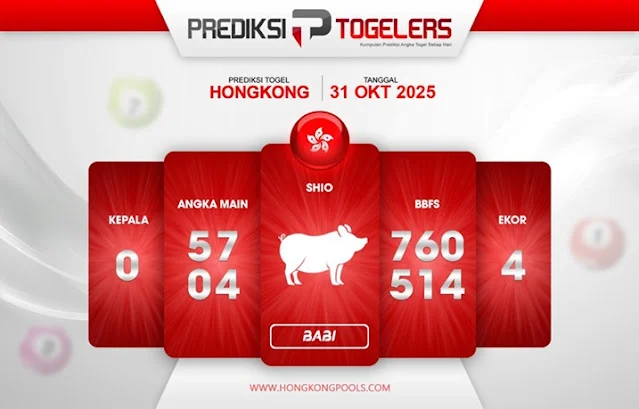 PREDIKSI TOGELERS
Kumpulan Prediksi Angka Togel Setiap Hari
PREDIKSI TOGEL
HONGKONG
TANGGAL
31 OKT 2025
KEPALA
0
ANGKA MAIN
57
04
SHIO
BABI
BBFS
760
514
EKOR
4
WWW.HONGKONGPOOLS.COM